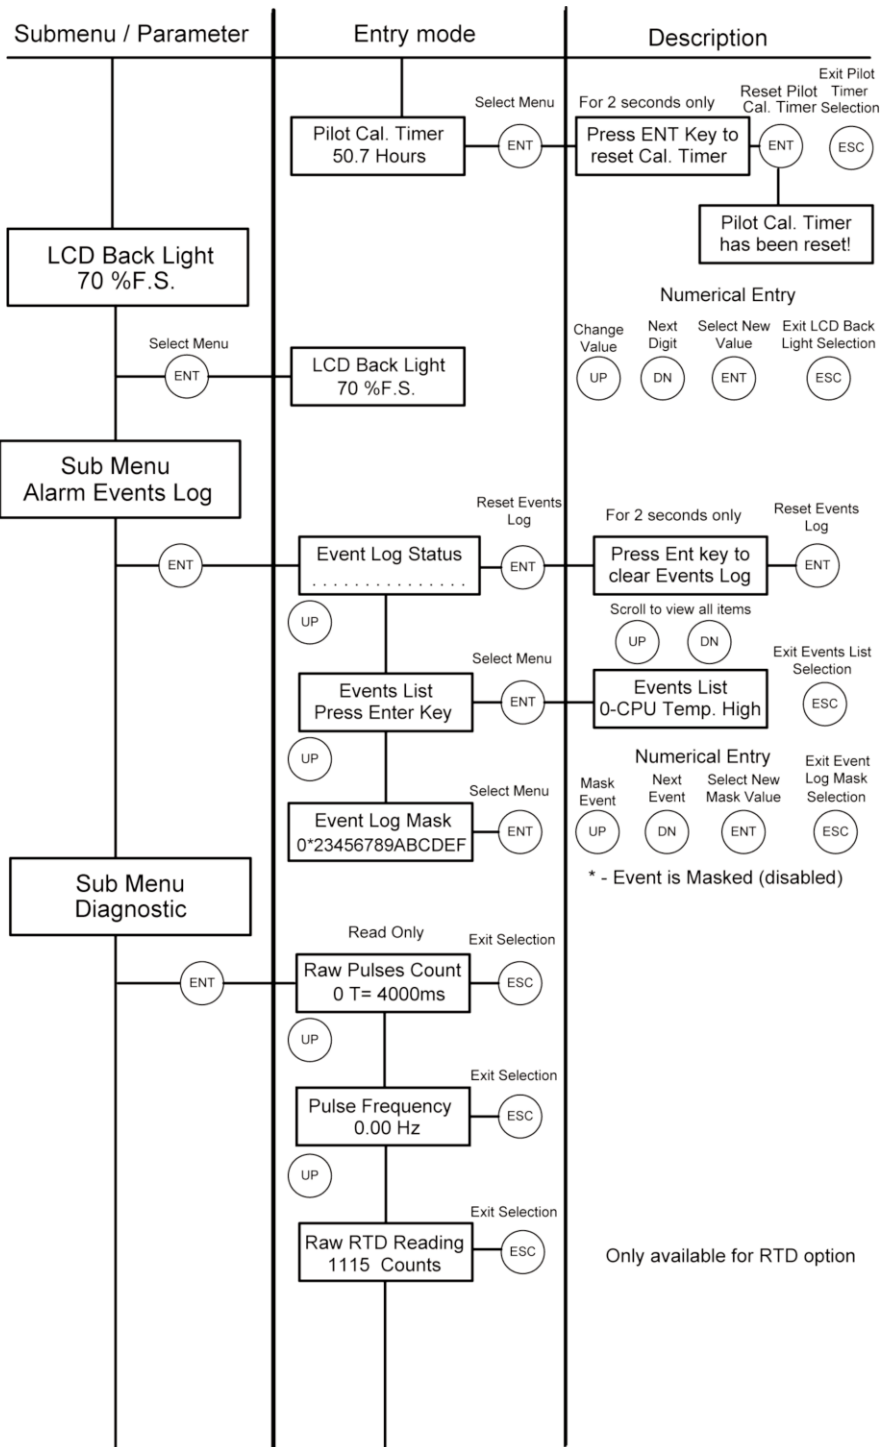 Submenu / Parameter
Entry mode
Description
Select Menu
For 2 seconds only
Reset Pilot
Cal. Timer
Exit Pilot
Timer
Selection
Pilot Cal. Timer
50.7 Hours
ENT
Press ENT Key to
reset Cal. Timer
ENT
ESC
Pilot Cal. Timer
has been reset!
LCD Back Light
70 %F.S.
Numerical Entry
Select Menu
ENT
LCD Back Light
70 %F.S.
Change
Value
UP
Next
Digit
DN
Select New
Value
ENT
Exit LCD Back
Light Selection
ESC
Sub Menu
Alarm Events Log
ENT
Event Log Status
. . . . . . . . . . . . . . .
Reset Events
Log
ENT
For 2 seconds only
Press Ent key to
clear Events Log
Reset Events
Log
ENT
UP
Scroll to view all items
UP
DN
Events List
Press Enter Key
Select Menu
ENT
Events List
0-CPU Temp. High
Exit Events List
Selection
ESC
UP
Event Log Mask
0*23456789ABCDEF
Select Menu
ENT
Numerical Entry
Mask
Event
UP
Next
Event
DN
Select New
Mask Value
ENT
Exit Event
Log Mask
Selection
ESC
* - Event is Masked (disabled)
Sub Menu
Diagnostic
Read Only
ENT
Raw Pulses Count
0 T= 4000ms
Exit Selection
ESC
UP
Pulse Frequency
0.00 Hz
Exit Selection
ESC
UP
Raw RTD Reading
1115 Counts
Exit Selection
ESC
Only available for RTD option